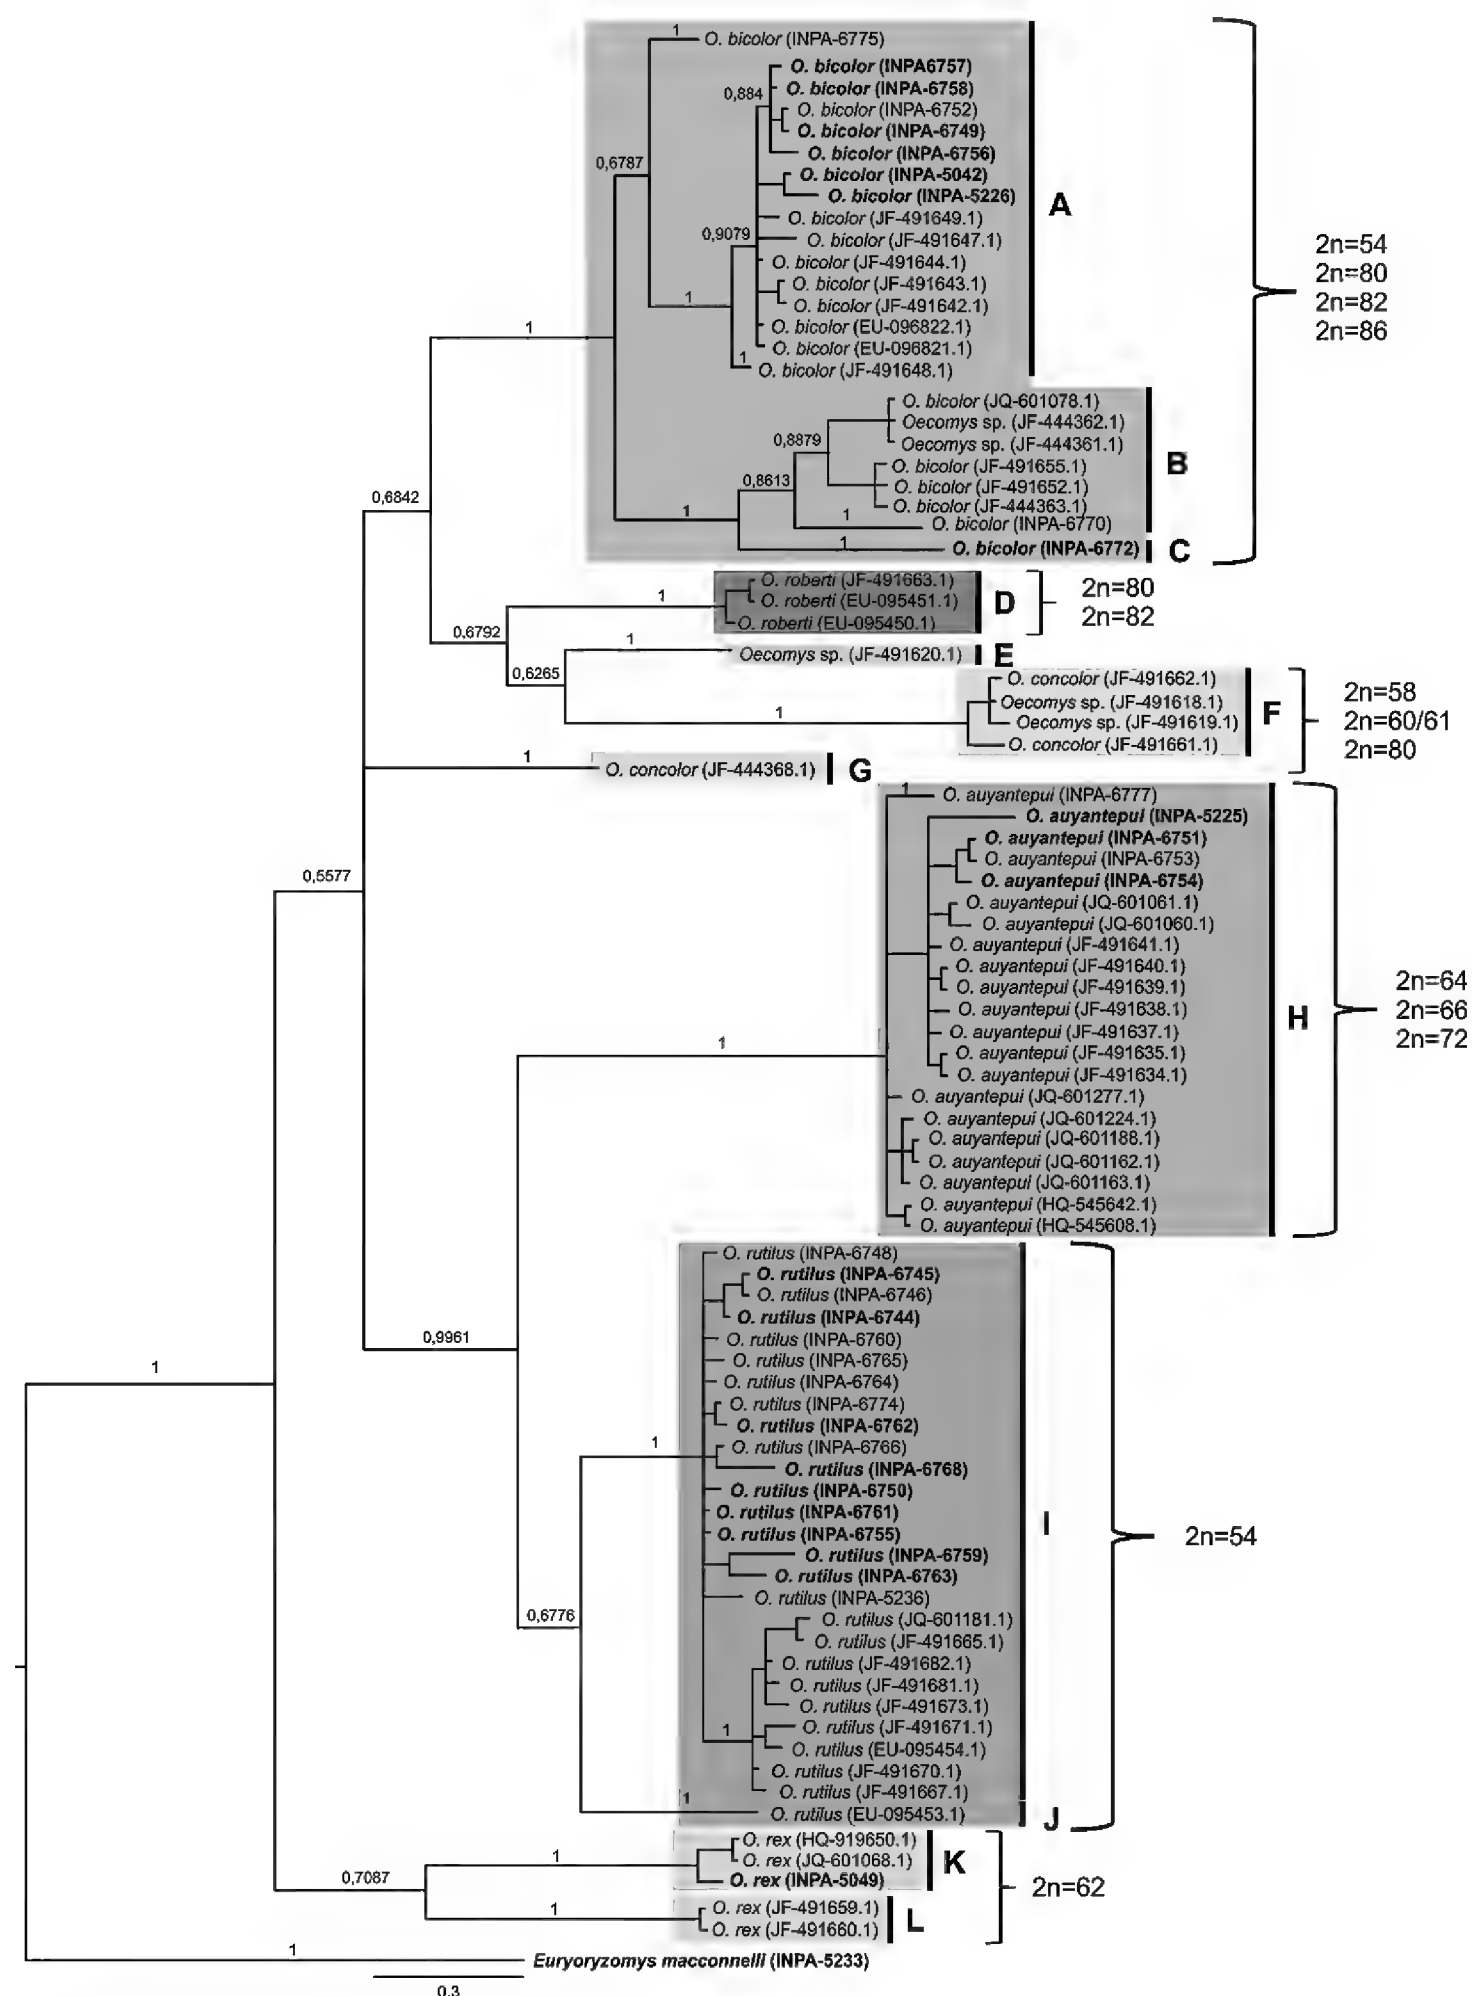 1
O. bicolor (INPA-6775)
O. bicolor (INPA6757)
0,884
O. bicolor (INPA-6758)
O. bicolor (INPA-6752)
O. bicolor (INPA-6749)
O. bicolor (INPA-6756)
0,6787
O. bicolor (INPA-5042)
O. bicolor (INPA-5226)
A
O. bicolor (JF-491649.1)
0,9079
O. bicolor (JF-491647.1)
O. bicolor (JF-491644.1)
O. bicolor (JF-491643.1)
1
O. bicolor (JF-491642.1)
O. bicolor (EU-096822.1)
O. bicolor (EU-096821.1)
1
O. bicolor (JF-491648.1)
2n=54
2n=80
2n=82
2n=86
1
O. bicolor (JQ-601078.1)
Oecomys sp. (JF-444362.1)
0,8879
Oecomys sp. (JF-444361.1)
O. bicolor (JF-491655.1)
B
0,8613
O. bicolor (JF-491652.1)
O. bicolor (JF-444363.1)
1
1
O. bicolor (INPA-6770)
1
O. bicolor (INPA-6772)
C
0,6842
O. roberti (JF-491663.1)
1
O. roberti (EU-095451.1)
D
O. roberti (EU-095450.1)
2n=80
2n=82
0,6792
1
Oecomys sp. (JF-491620.1)
E
0,6265
O. concolor (JF-491662.1)
Oecomys sp. (JF-491618.1)
1
Oecomys sp. (JF-491619.1)
F
O. concolor (JF-491661.1)
2n=58
2n=60/61
2n=80
1
O. concolor (JF-444368.1)
G
1
O. auyantepui (INPA-6777)
O. auyantepui (INPA-5225)
O. auyantepui (INPA-6751)
O. auyantepui (INPA-6753)
O. auyantepui (INPA-6754)
0,5577
O. auyantepui (JQ-601061.1)
O. auyantepui (JQ-601060.1)
O. auyantepui (JF-491641.1)
O. auyantepui (JF-491640.1)
O. auyantepui (JF-491639.1)
O. auyantepui (JF-491638.1)
H
O. auyantepui (JF-491637.1)
1
O. auyantepui (JF-491635.1)
O. auyantepui (JF-491634.1)
O. auyantepui (JQ-601277.1)
O. auyantepui (JQ-601224.1)
O. auyantepui (JQ-601188.1)
O. auyantepui (JQ-601162.1)
O. auyantepui (JQ-601163.1)
O. auyantepui (HQ-545642.1)
O. auyantepui (HQ-545608.1)
2n=64
2n=66
2n=72
O. rutilus (INPA-6748)
O. rutilus (INPA-6745)
O. rutilus (INPA-6746)
O. rutilus (INPA-6744)
0,9961
O. rutilus (INPA-6760)
1
O. rutilus (INPA-6765)
O. rutilus (INPA-6764)
O. rutilus (INPA-6774)
O. rutilus (INPA-6762)
1
O. rutilus (INPA-6766)
O. rutilus (INPA-6768)
O. rutilus (INPA-6750)
O. rutilus (INPA-6761)
I
O. rutilus (INPA-6755)
2n=54
O. rutilus (INPA-6759)
O. rutilus (INPA-6763)
O. rutilus (INPA-5236)
0,6776
O. rutilus (JQ-601181.1)
O. rutilus (JF-491665.1)
O. rutilus (JF-491682.1)
O. rutilus (JF-491681.1)
O. rutilus (JF-491673.1)
1
O. rutilus (JF-491671.1)
O. rutilus (EU-095454.1)
O. rutilus (JF-491670.1)
O. rutilus (JF-491667.1)
1
O. rutilus (EU-095453.1)
J
O. rex (HQ-919650.1)
1
O. rex (JQ-601068.1)
K
0,7087
O. rex (INPA-5049)
2n=62
1
O. rex (JF-491659.1)
L
O. rex (JF-491660.1)
1
Euryoryzomys macconnelli (INPA-5233)
0.3